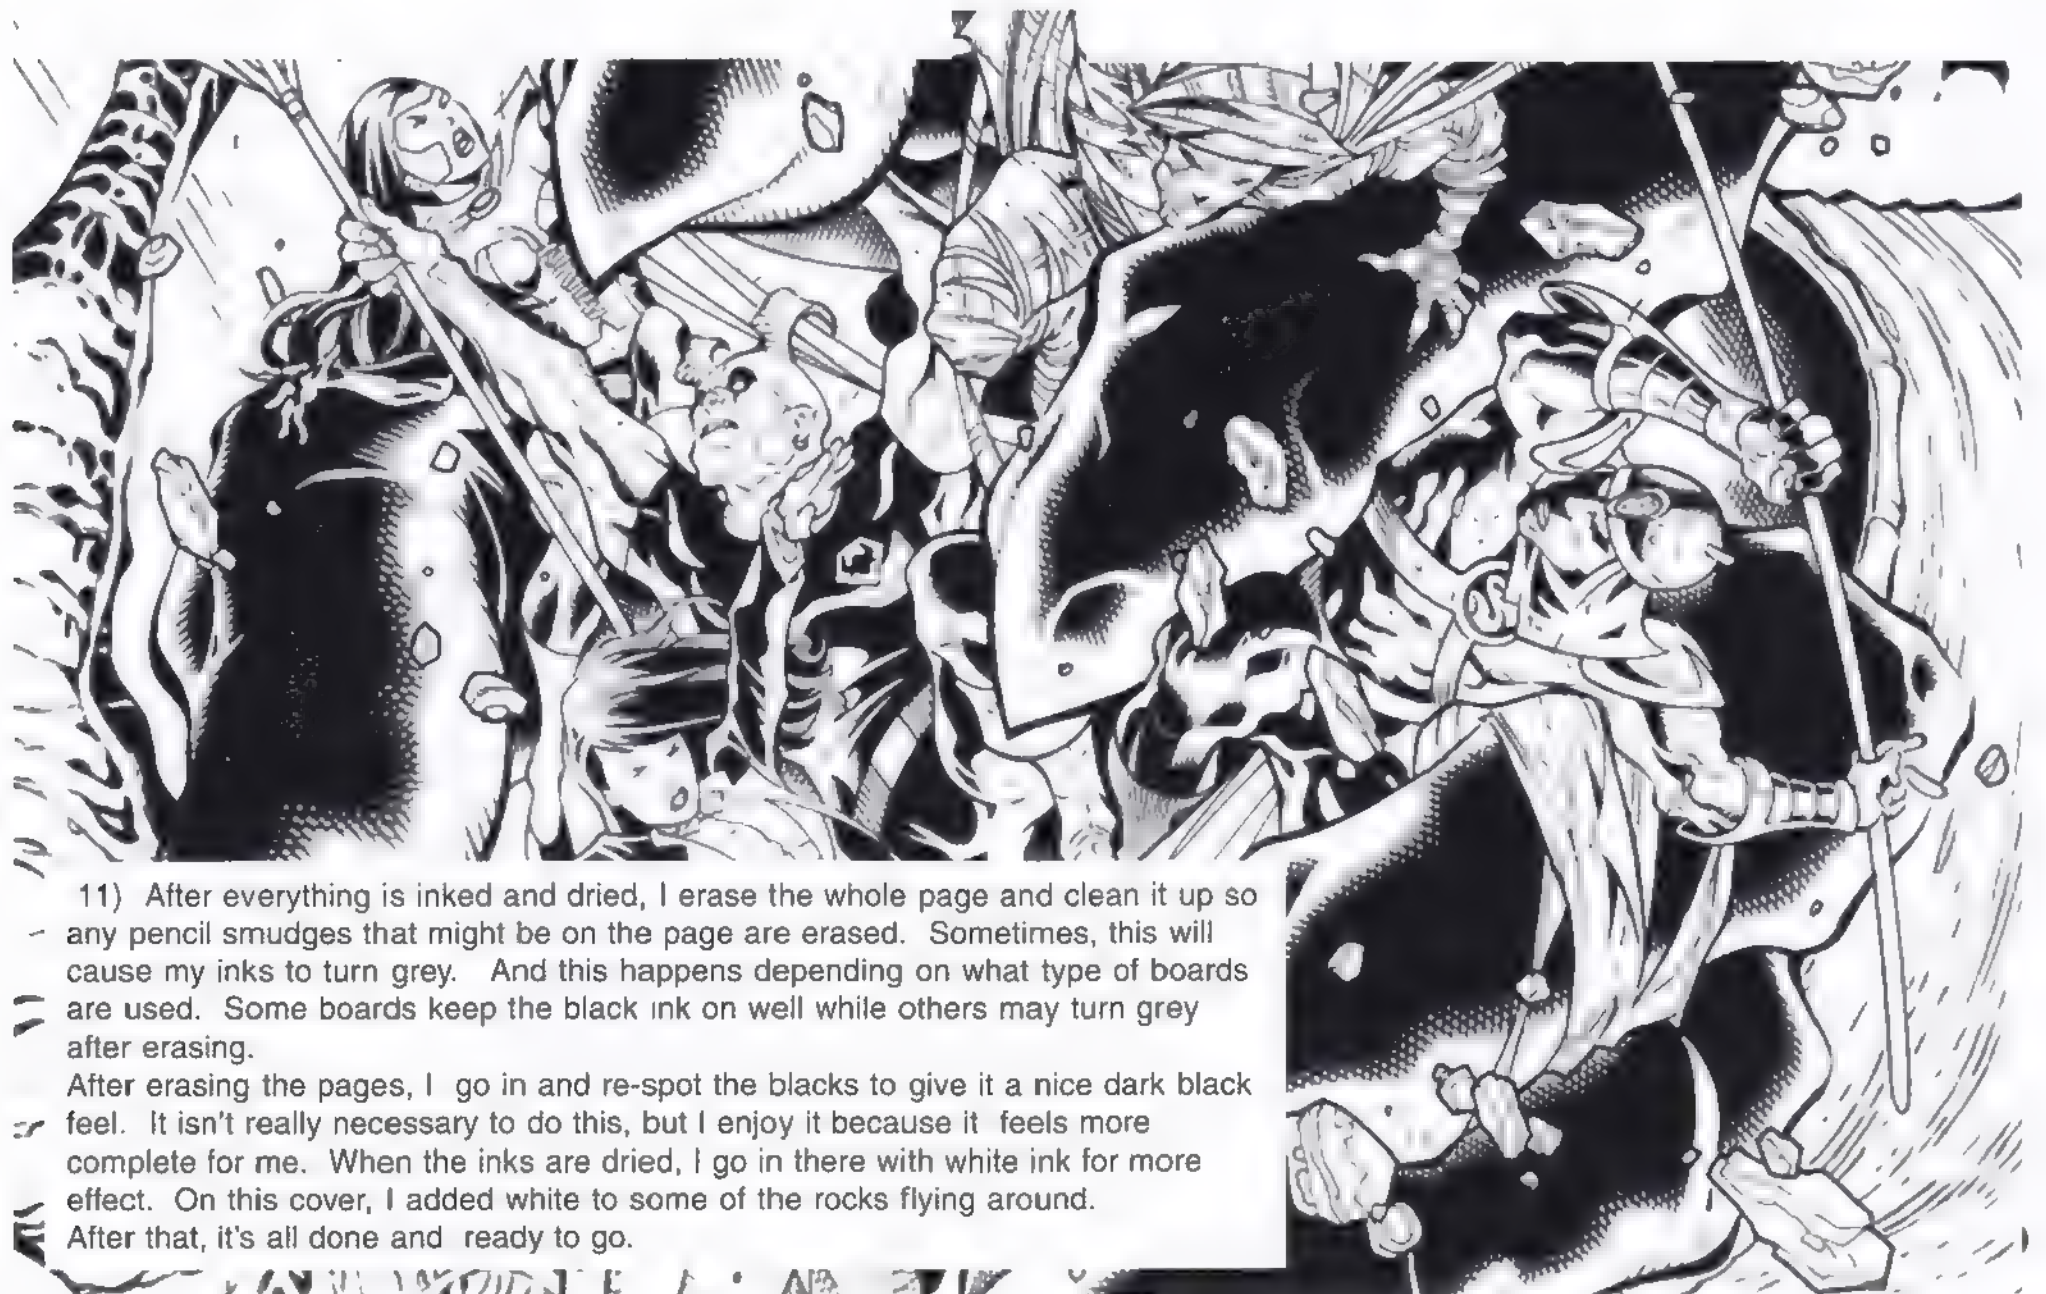 11) After everything is inked and dried, I erase the whole page and clean it up so
any pencil smudges that might be on the page are erased. Sometimes, this will
cause my inks to turn grey. And this happens depending on what type of boards
are used. Some boards keep the black ink on well while others may turn grey
after erasing.
After erasing the pages, I go in and re-spot the blacks to give it a nice dark black
feel. It isn't really necessary to do this, but I enjoy it because it feels more
complete for me. When the inks are dried, I go in there with white ink for more
effect. On this cover, I added white to some of the rocks flying around.
After that, it's all done and ready to go.